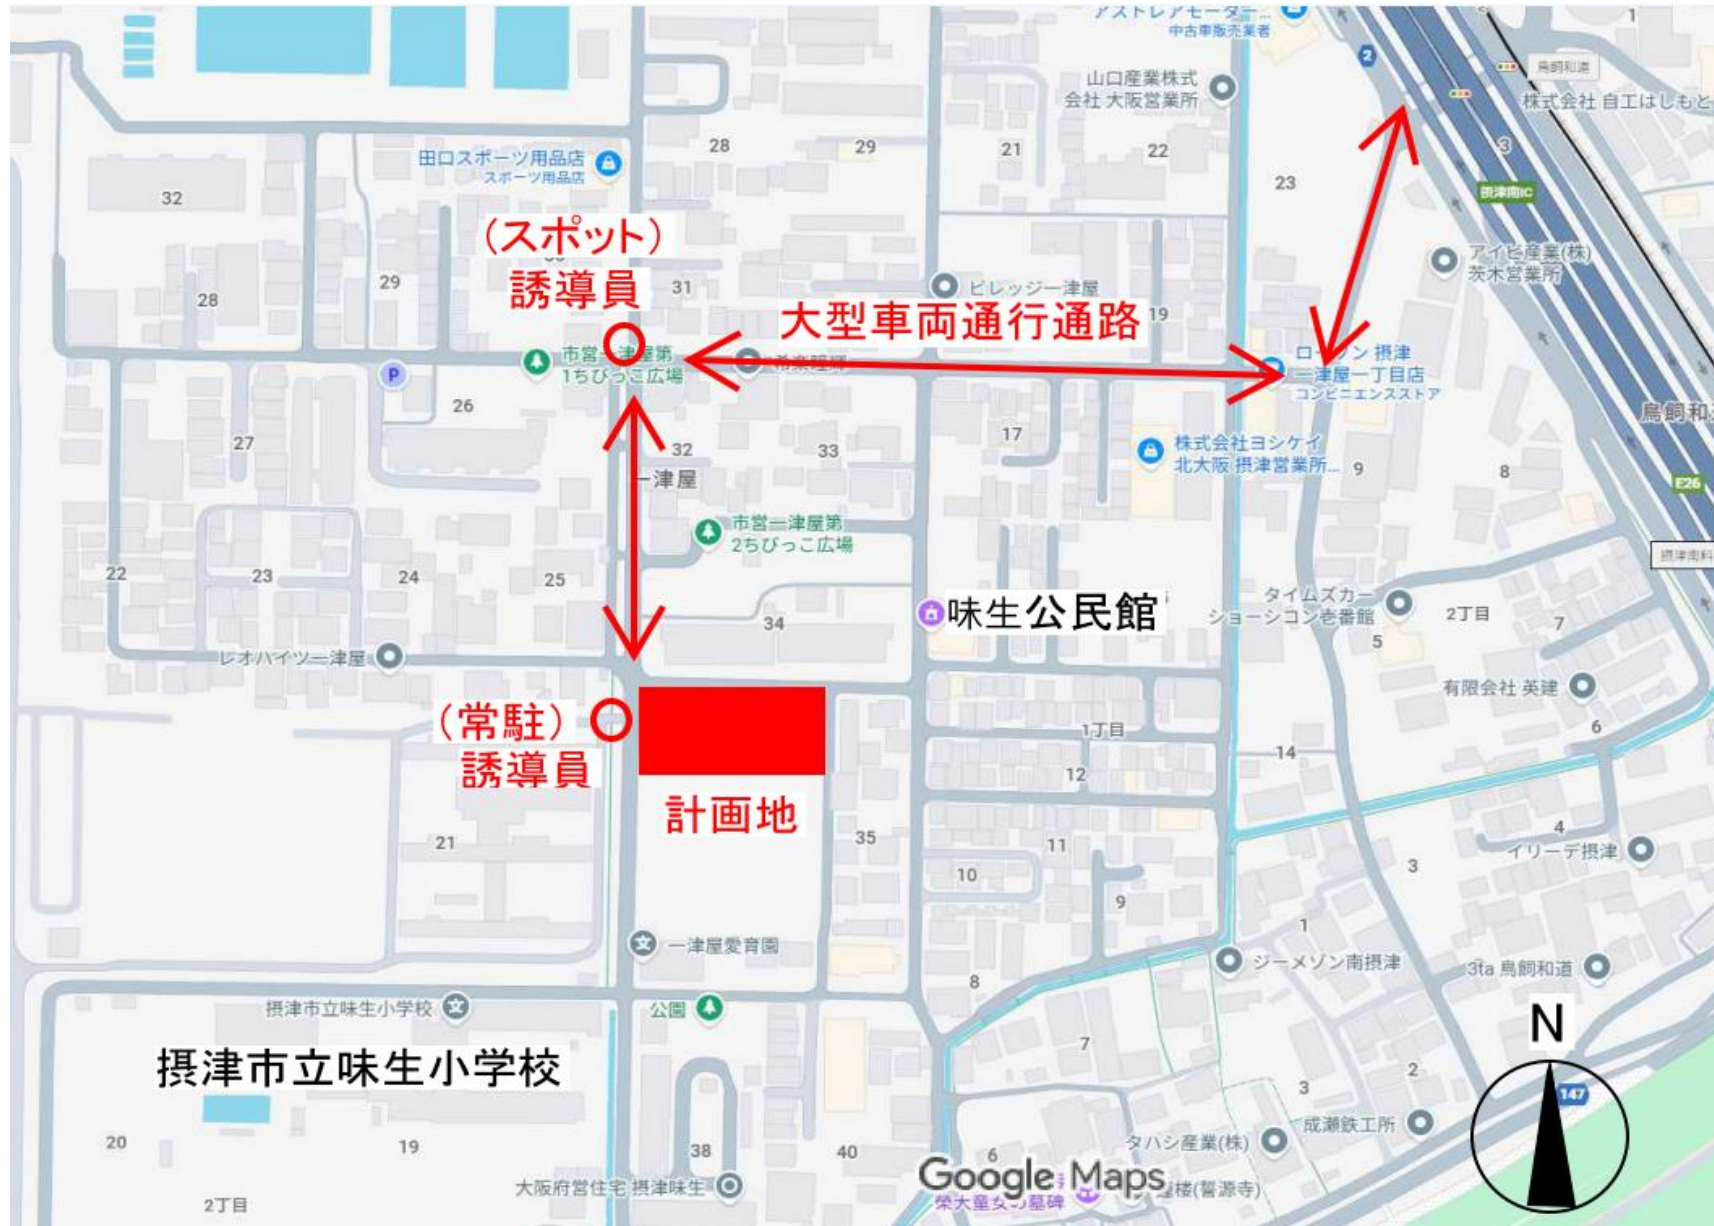 アストレアモーター...
中古車販売業者
2
鳥飼和道
山口産業株式
会社 大阪営業所
株式会社 自工はしもと
1
3
田口スポーツ用品店
スポーツ用品店
28
29
21
22
23
32
摂津南IC
(スポット)
誘導員
アイビ産業(株)
茨木営業所
29
28
31
ビレッジ一津屋
19
大型車両通行通路
市営一津屋第
1ちびっこ広場
P
ローソン 摂津
一津屋一丁目店
コンビニエンスストア
鳥飼和
26
27
32
33
17
株式会社ヨシケイ
北大阪 摂津営業所...
9
8
E26
一津屋
市営一津屋第
2ちびっこ広場
22
23
24
25
34
味生公民館
タイムズカー
ショーシコン壱番館
5
2丁目
7
レオハイツ一津屋
有限会社 英建
6
(常駐)
誘導員
1丁目
14
12
計画地
21
35
11
10
9
3
4
イリーデ摂津
1
一津屋愛育園
ジーメゾン南摂津
3ta 鳥飼和道
8
摂津市立味生小学校
公園
N
摂津市立味生小学校
7
3
2
147
成瀬鉄工所
20
19
38
40
6
タハシ産業(株)
Google Maps
大阪府営住宅 摂津味生
2丁目